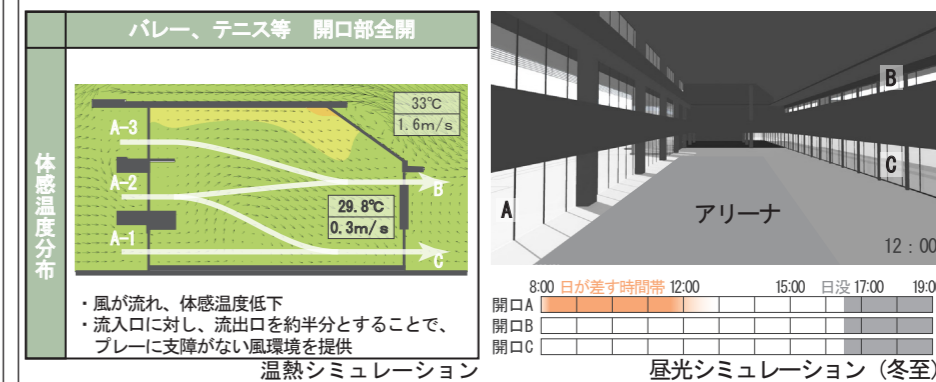 バレー、テニス等　開口部全開
体感温度分布
33℃
1.6m/s
A-3
A-2
A-1
29.8℃
0.3m/s
B
C
・風が流れ、体感温度低下
・流入口に対し、流出口を約半分とすることで、
プレーに支障がない風環境を提供
温熱シミュレーション
B
C
A
アリーナ
12：00
8:00 日が差す時間帯 12:00 15:00 日没 17:00 19:00
開口A
開口B
開口C
昼光シミュレーション（冬至）